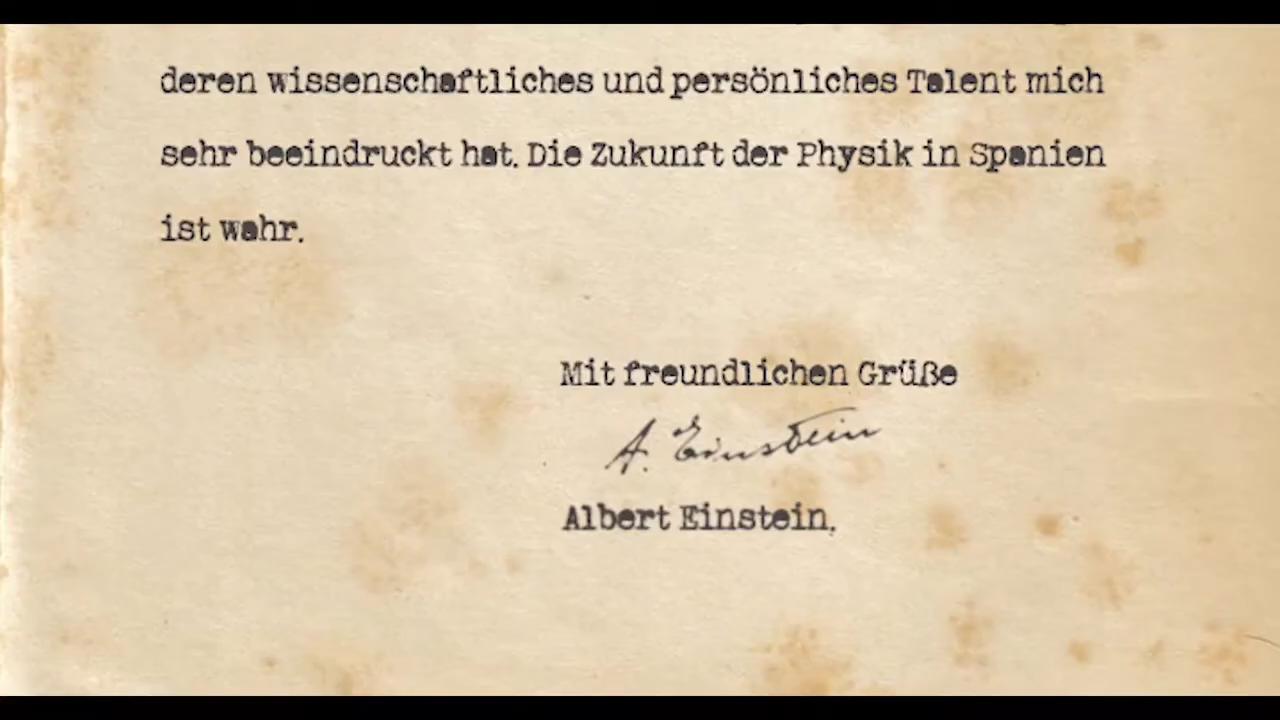 deren wissenschaftliches und persönliches Talent mich
sehr beeindruckt hat. Die Zukunft der Physik in Spanien
ist wahr.
Mit freundlichen Grüße
A. Einstein
Albert Einstein.